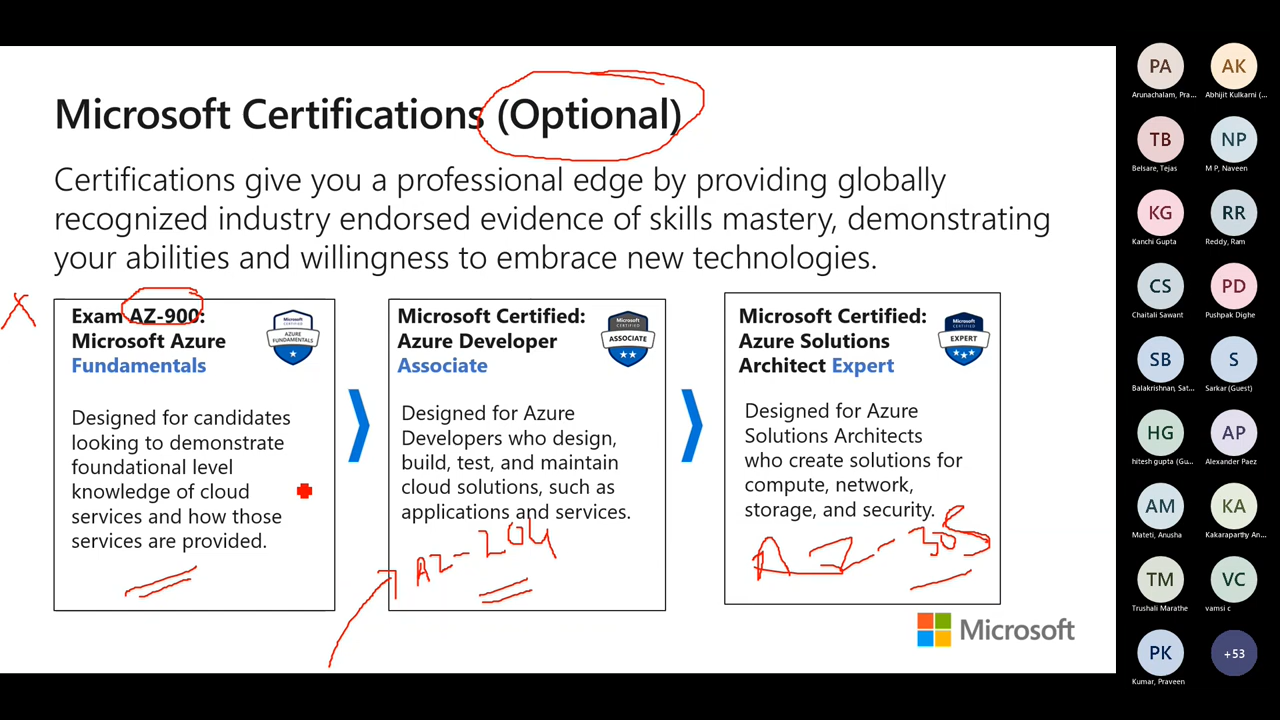 Microsoft Certifications (Optional)
Certifications give you a professional edge by providing globally
recognized industry endorsed evidence of skills mastery, demonstrating
your abilities and willingness to embrace new technologies.
X
Exam AZ-900:
Microsoft Azure
Fundamentals
Microsoft
CERTIFIED
AZURE
FUNDAMENTALS
Designed for candidates
looking to demonstrate
foundational level
knowledge of cloud
services and how those
services are provided.
Microsoft Certified:
Azure Developer
Associate
Microsoft
CERTIFIED
ASSOCIATE
Designed for Azure
Developers who design,
build, test, and maintain
cloud solutions, such as
applications and services.
AZ-204
Microsoft Certified:
Azure Solutions
Architect Expert
Microsoft
CERTIFIED
EXPERT
Designed for Azure
Solutions Architects
who create solutions for
compute, network,
storage, and security.
AZ-305
Microsoft
PA
AK
Arunachalam, Pra...
Abhijit Kulkarni (...
TB
NP
Belsare, Tejas
M P, Naveen
KG
RR
Kanchi Gupta
Reddy, Ram
CS
PD
Chaitali Sawant
Pushpak Dighe
SB
S
Balakrishnan, Sat...
Sarkar (Guest)
HG
AP
hitesh gupta (Gu...
Alexander Paez
AM
KA
Mateti, Anusha
Kakaraparthy An...
TM
VC
Trushali Marathe
vamsi c
PK
+53
Kumar, Praveen